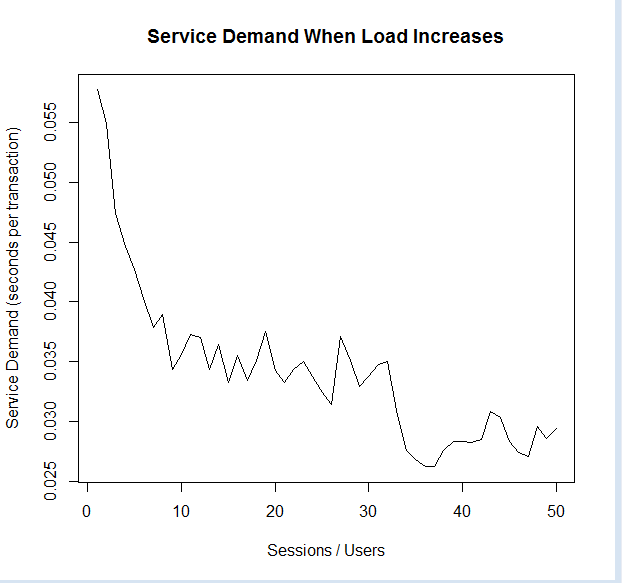 Service Demand When Load Increases
Service Demand (seconds per transaction)
0.055
0.050
0.045
0.040
0.035
0.030
0.025
0 10 20 30 40 50
Sessions / Users